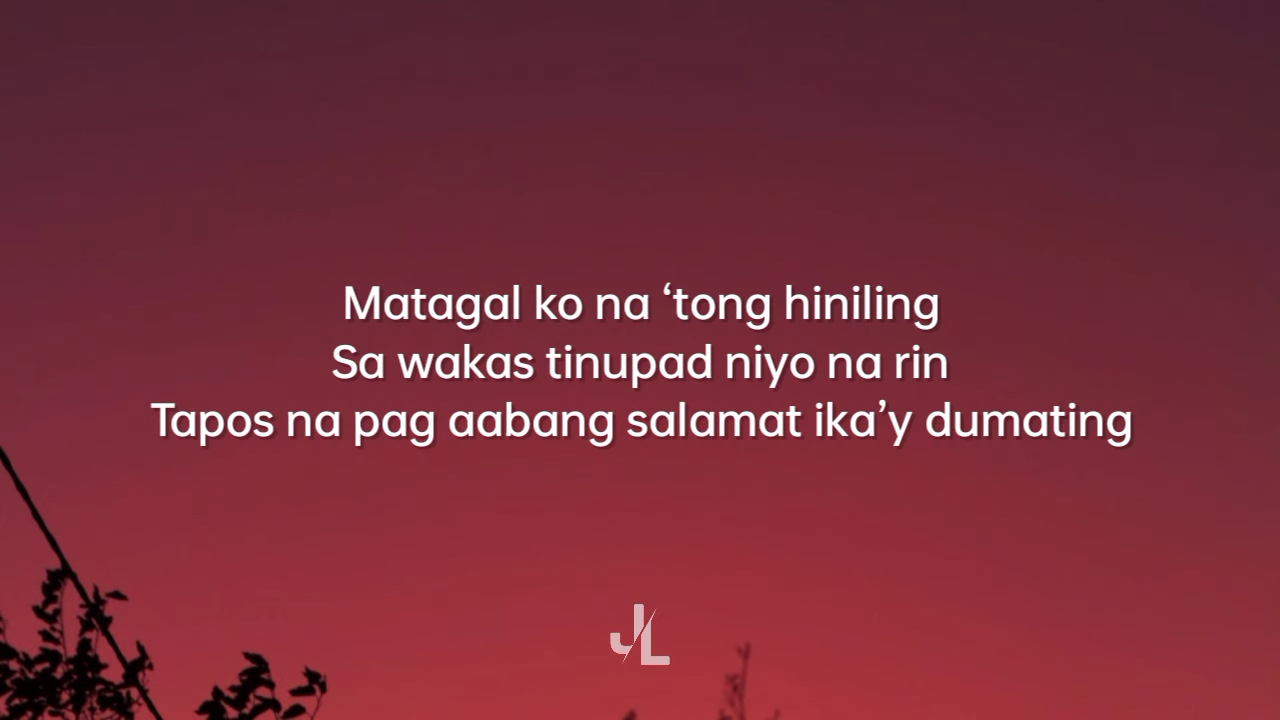 Matagal ko na ‘tong hiniling
Sa wakas tinupad niyo na rin
Tapos na pag aabang salamat ika’y dumating
JL